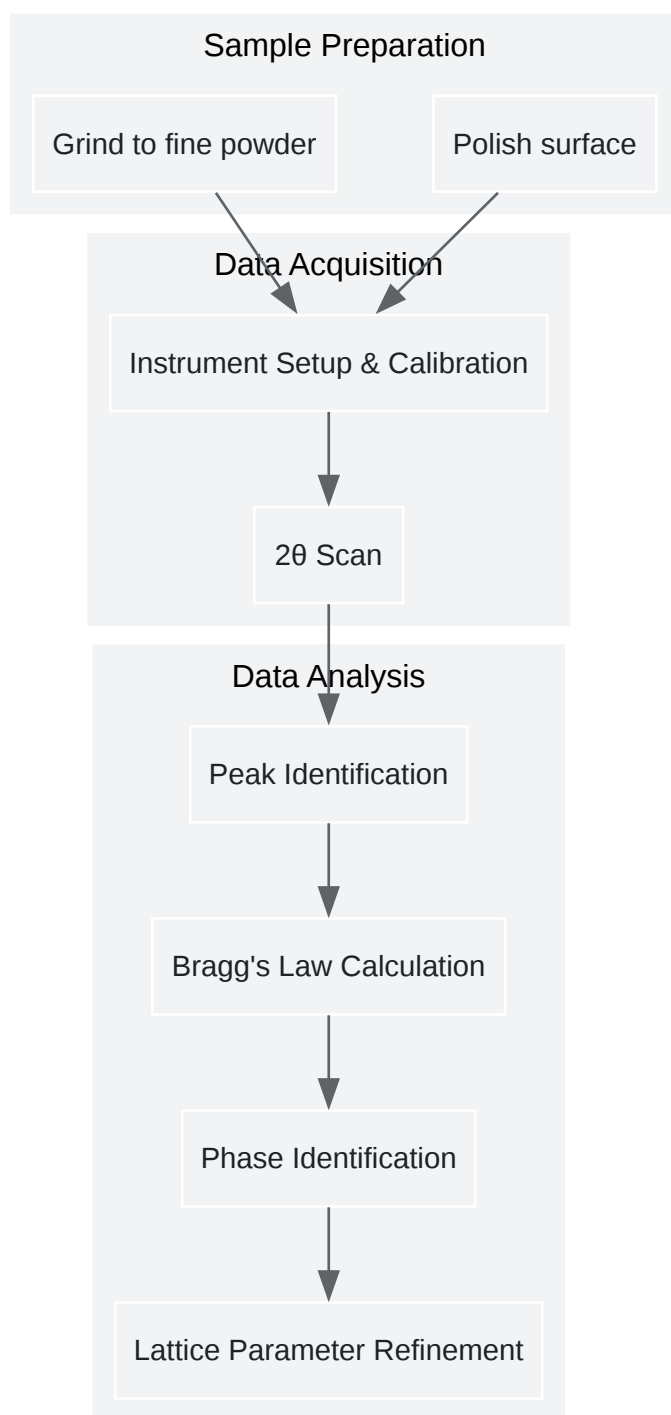 Sample Preparation
Grind to fine powder
Polish surface
Data Acquisition
Instrument Setup & Calibration
2θ Scan
Data Analysis
Peak Identification
Bragg's Law Calculation
Phase Identification
Lattice Parameter Refinement